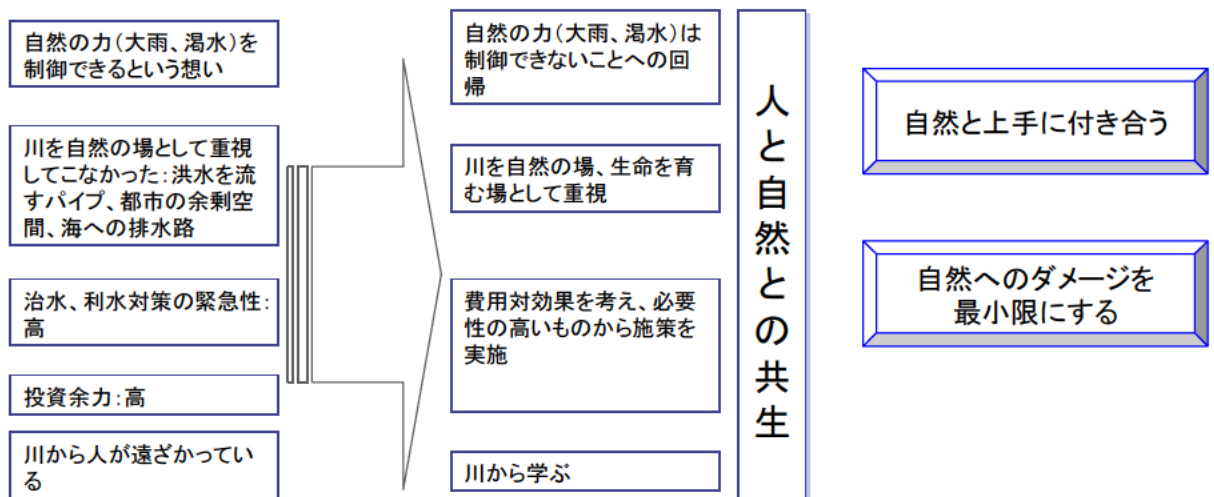 自然の力(大雨、渇水)を
制御できるという想い
川を自然の場として重視
してこなかった:洪水を流
すパイプ、都市の余剰空
間、海への排水路
治水、利水対策の緊急性:
高
投資余力:高
川から人が遠ざかってい
る
自然の力(大雨、渇水)は
制御できないことへの回
帰
川を自然の場、生命を育
む場として重視
費用対効果を考え、必要
性の高いものから施策を
実施
川から学ぶ
人と自然との共生
自然と上手に付き合う
自然へのダメージを
最小限にする